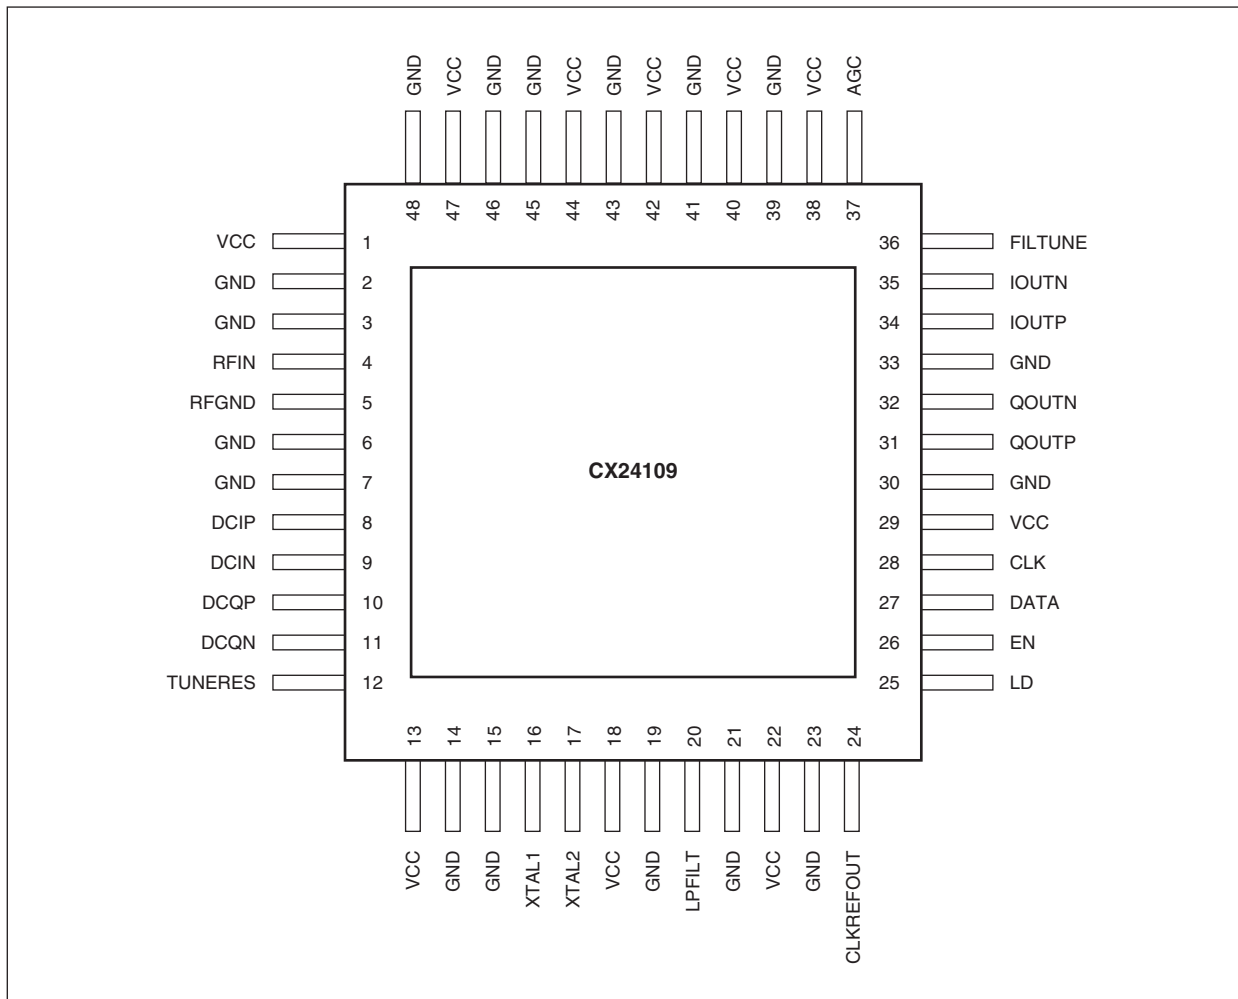 GND VCC GND GND VCC GND VCC GND VCC GND VCC AGC
48 47 46 45 44 43 42 41 40 39 38 37
VCC 1 36 FILTUNE
GND 2 35 IOUTN
GND 3 34 IOUTP
RFIN 4 33 GND
RFGND 5 32 QOUTN
GND 6 31 QOUTP
CX24109
GND 7 30 GND
DCIP 8 29 VCC
DCIN 9 28 CLK
DCQP 10 27 DATA
DCQN 11 26 EN
TUNERES 12 25 LD
13 14 15 16 17 18 19 20 21 22 23 24
VCC GND GND XTAL1 XTAL2 VCC GND LPFILT GND VCC GND CLKREFOUT